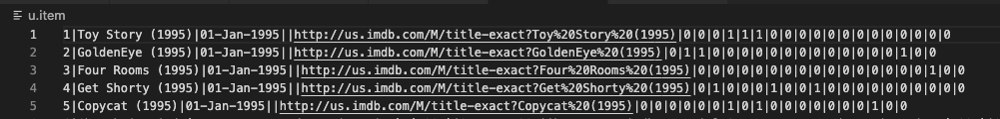 u.item
1 1|Toy Story (1995)|01-Jan-1995||http://us.imdb.com/M/title-exact?Toy%20Story%20(1995)|0|0|0|1|1|1|0|0|0|0|0|0|0|0|0|0|0|0|0
2 2|GoldenEye (1995)|01-Jan-1995||http://us.imdb.com/M/title-exact?GoldenEye%20(1995)|0|1|1|0|0|0|0|0|0|0|0|0|0|0|0|0|1|0|0
3 3|Four Rooms (1995)|01-Jan-1995||http://us.imdb.com/M/title-exact?Four%20Rooms%20(1995)|0|0|0|0|0|0|0|0|0|0|0|0|0|0|0|0|1|0|0
4 4|Get Shorty (1995)|01-Jan-1995||http://us.imdb.com/M/title-exact?Get%20Shorty%20(1995)|0|1|0|0|0|1|0|0|1|0|0|0|0|0|0|0|0|0|0
5 5|Copycat (1995)|01-Jan-1995||http://us.imdb.com/M/title-exact?Copycat%20(1995)|0|0|0|0|0|0|1|0|1|0|0|0|0|0|0|0|1|0|0